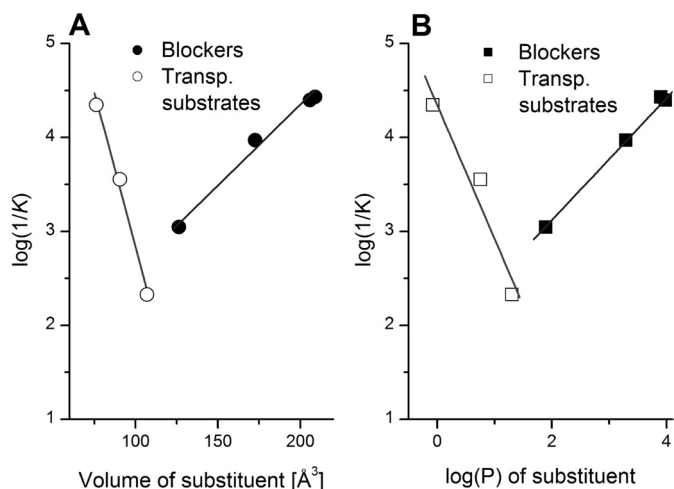 A
B
Blockers
Transp.
substrates
Blockers
Transp.
substrates
log(1/K)
5
4
3
2
1
100
150
200
Volume of substituent [Å³]
log(1/K)
5
4
3
2
1
0
2
4
log(P) of substituent